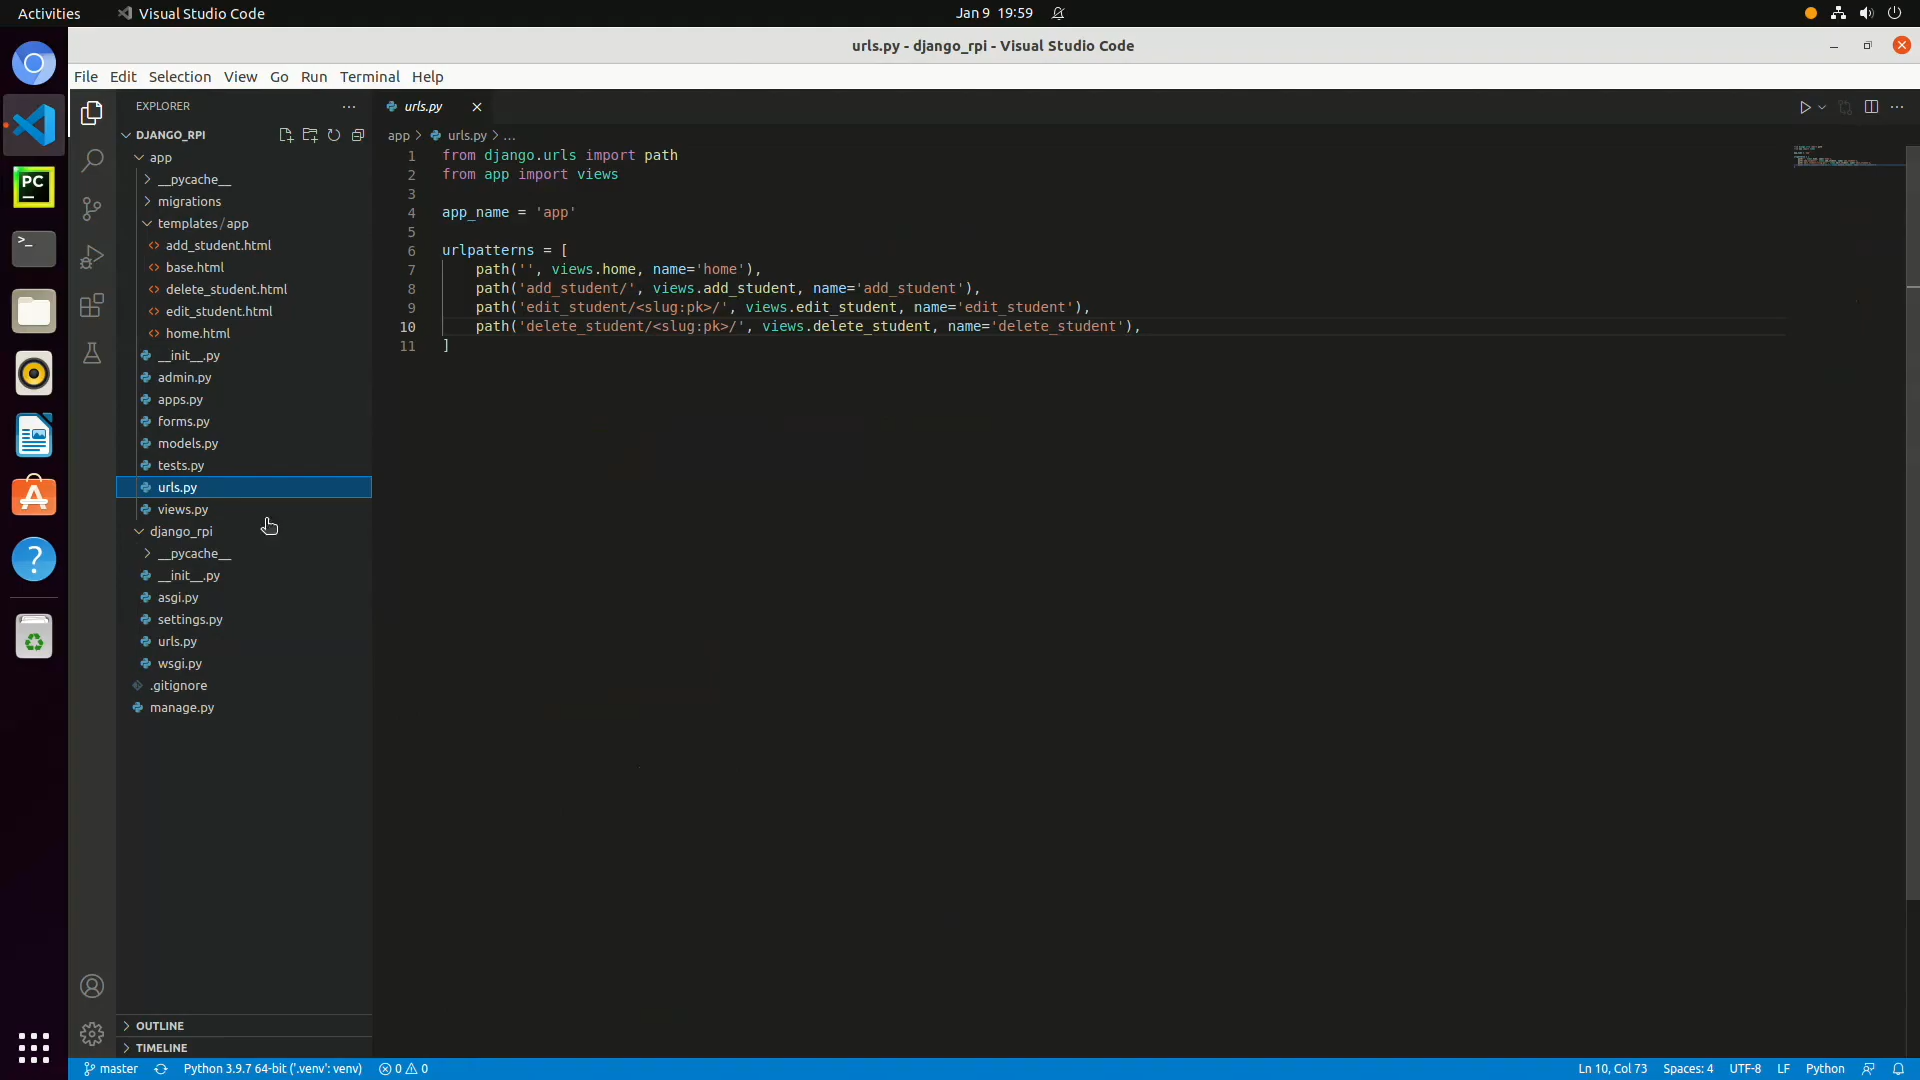 Activities
Visual Studio Code
Jan 9 19:59
urls.py - django_rpi - Visual Studio Code
File Edit Selection View Go Run Terminal Help
EXPLORER
urls.py
DJANGO_RPI
app > urls.py > ...
app
__pycache__
migrations
templates/app
add_student.html
base.html
delete_student.html
edit_student.html
home.html
__init__.py
admin.py
apps.py
forms.py
models.py
tests.py
urls.py
views.py
django_rpi
__pycache__
__init__.py
asgi.py
settings.py
urls.py
wsgi.py
.gitignore
manage.py
OUTLINE
TIMELINE
1 from django.urls import path
2 from app import views
3
4 app_name = 'app'
5
6 urlpatterns = [
7 path('', views.home, name='home'),
8 path('add_student/', views.add_student, name='add_student'),
9 path('edit_student/<slug:pk>/', views.edit_student, name='edit_student'),
10 path('delete_student/<slug:pk>/', views.delete_student, name='delete_student'),
11 ]
PC
>_
?
master
Python 3.9.7 64-bit ('.venv': venv)
0 0
Ln 10, Col 73
Spaces: 4
UTF-8
LF
Python